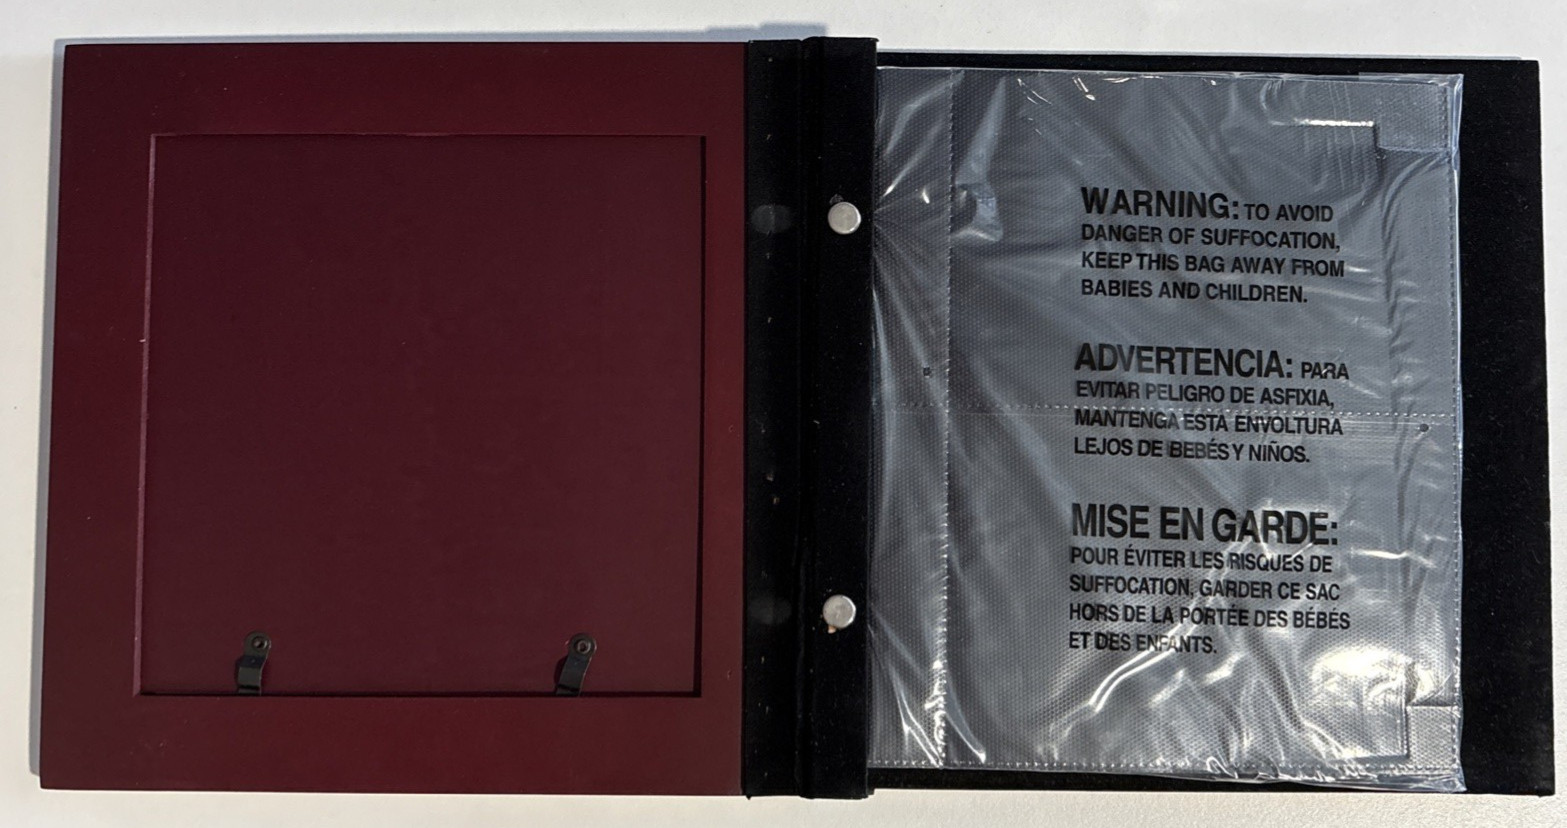 WARNING: TO AVOID
DANGER OF SUFFOCATION,
KEEP THIS BAG AWAY FROM
BABIES AND CHILDREN.
ADVERTENCIA: PARA
EVITAR PELIGRO DE ASFIXIA,
MANTENGA ESTA ENVOLTURA
LEJOS DE BEBÉS Y NIÑOS.
MISE EN GARDE:
POUR ÉVITER LES RISQUES DE
SUFFOCATION, GARDER CE SAC
HORS DE LA PORTÉE DES BÉBÉS
ET DES ENFANTS.